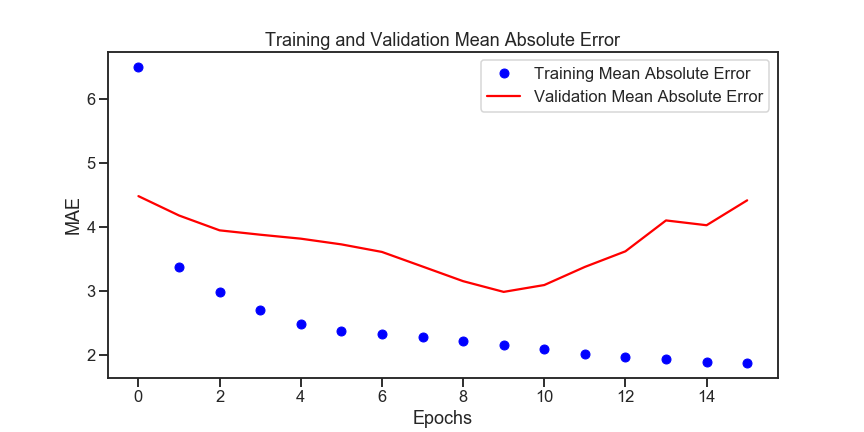 Training and Validation Mean Absolute Error
Training Mean Absolute Error
Validation Mean Absolute Error
MAE
6
5
4
3
2
0 2 4 6 8 10 12 14
Epochs